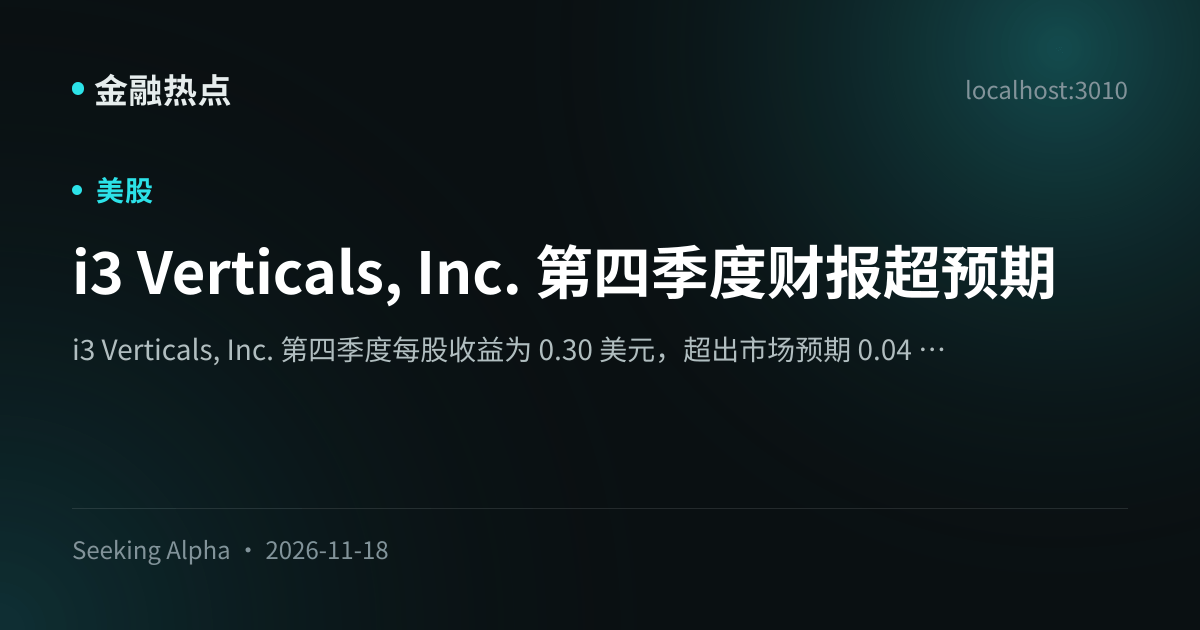 金融热点
localhost:3010
美股
i3 Verticals, Inc. 第四季度财报超预期
i3 Verticals, Inc. 第四季度每股收益为 0.30 美元，超出市场预期 0.04 …
Seeking Alpha · 2026-11-18